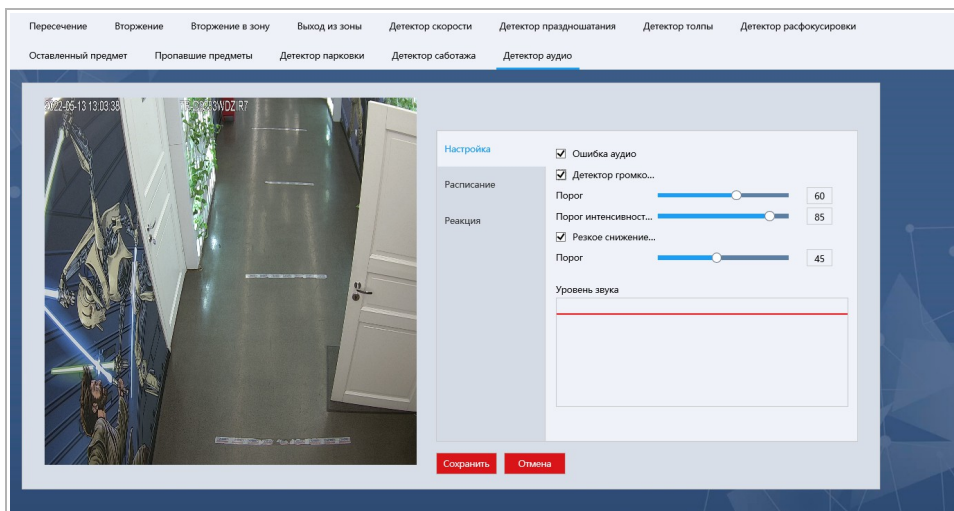 Пересечение Вторжение Вторжение в зону Выход из зоны Детектор скорости Детектор праздношатания Детектор толпы Детектор расфокусировки
Оставленный предмет Пропавшие предметы Детектор парковки Детектор саботажа Детектор аудио
2022-05-13 13:03:38
Настройка
Расписание
Реакция
Ошибка аудио
Детектор громко...
Порог 60
Порог интенсивност... 85
Резкое снижение...
Порог 45
Уровень звука
Сохранить Отмена